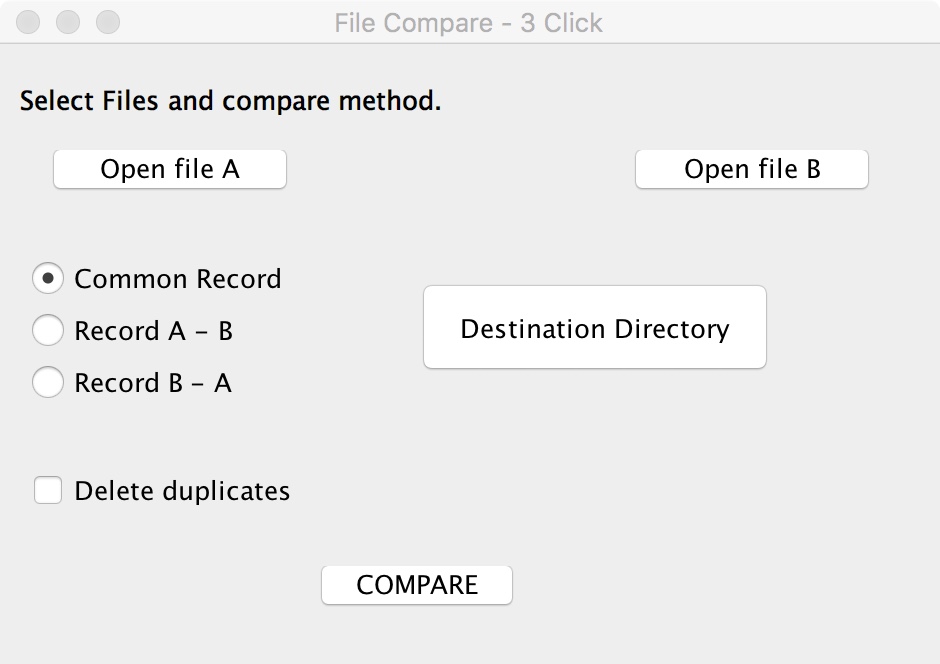 File Compare - 3 Click
Select Files and compare method.
Open file A
Open file B
Common Record
Record A - B
Destination Directory
Record B - A
Delete duplicates
COMPARE